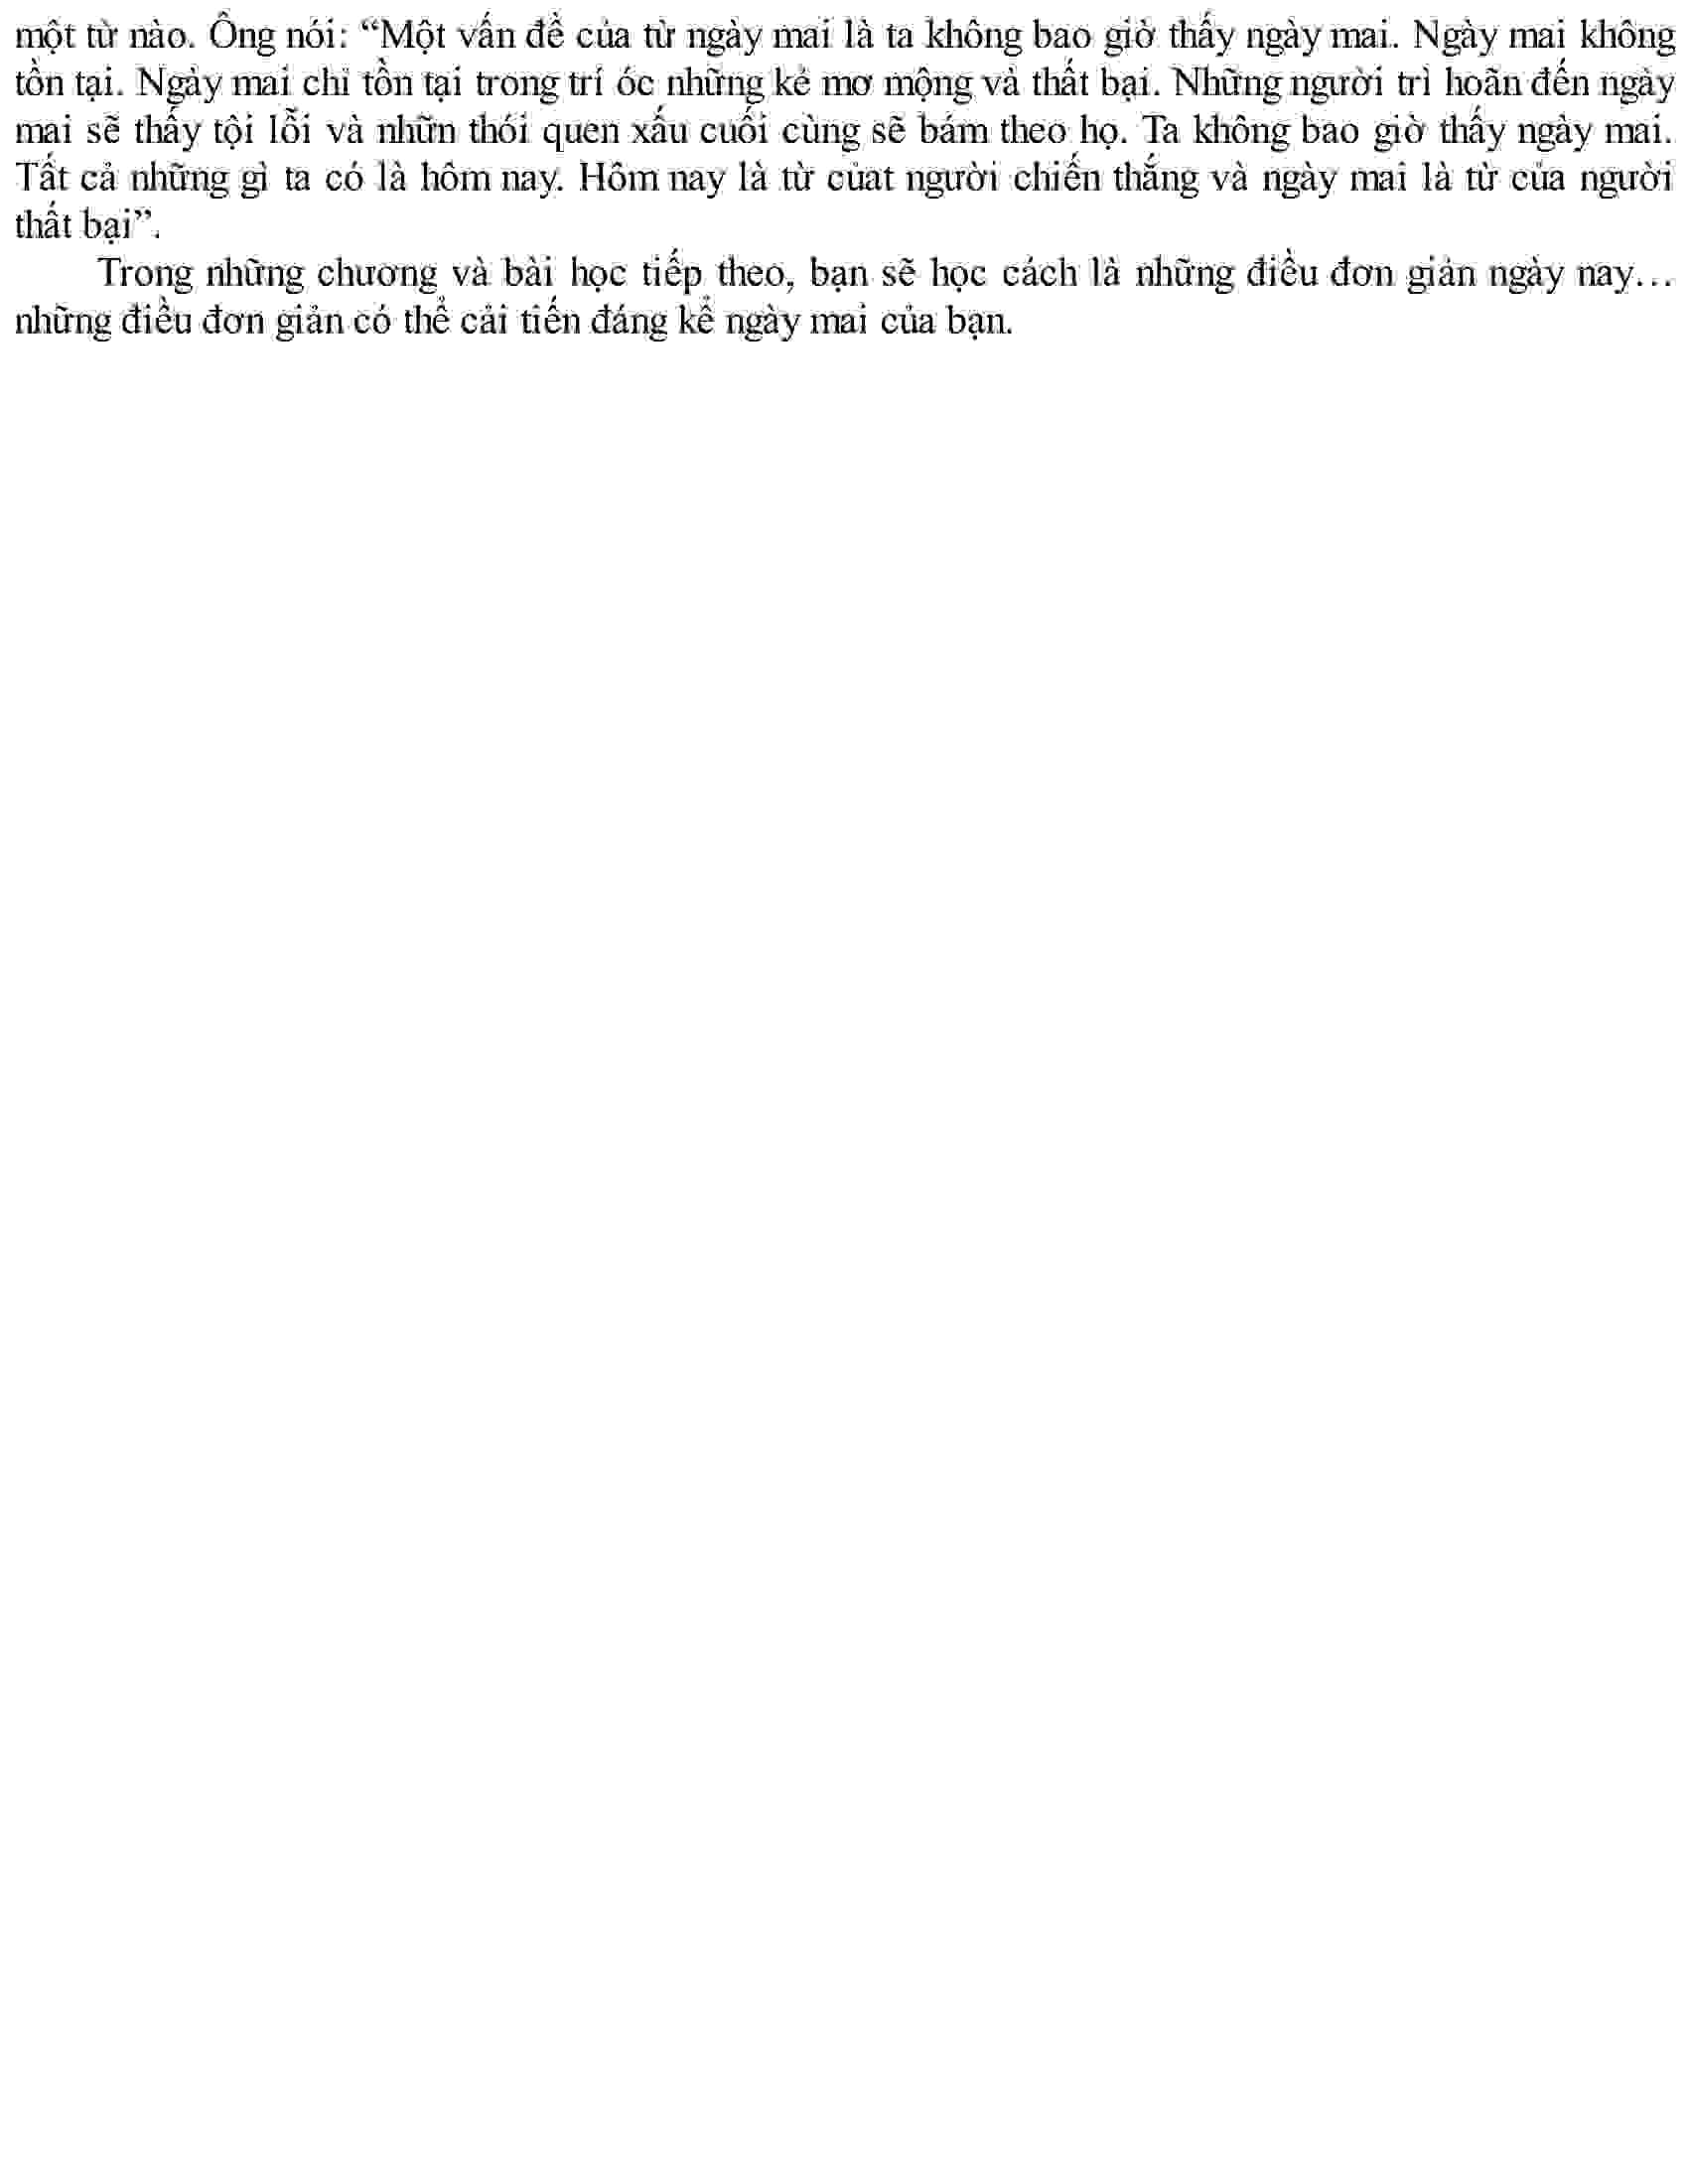 một từ nào. Ông nói: “Một vấn đề của từ ngày mai là ta không bao giờ thấy ngày mai. Ngày mai không
tồn tại. Ngày mai chỉ tồn tại trong trí óc những kẻ mơ mộng và thất bại. Những người trì hoãn đến ngày
mai sẽ thấy tội lỗi và nhữn thói quen xấu cuối cùng sẽ bám theo họ. Ta không bao giờ thấy ngày mai.
Tất cả những gì ta có là hôm nay. Hôm nay là từ củat người chiến thắng và ngày mai là từ của người
thất bại”.
Trong những chương và bài học tiếp theo, bạn sẽ học cách là những điều đơn giản ngày nay…
những điều đơn giản có thể cải tiến đáng kể ngày mai của bạn.